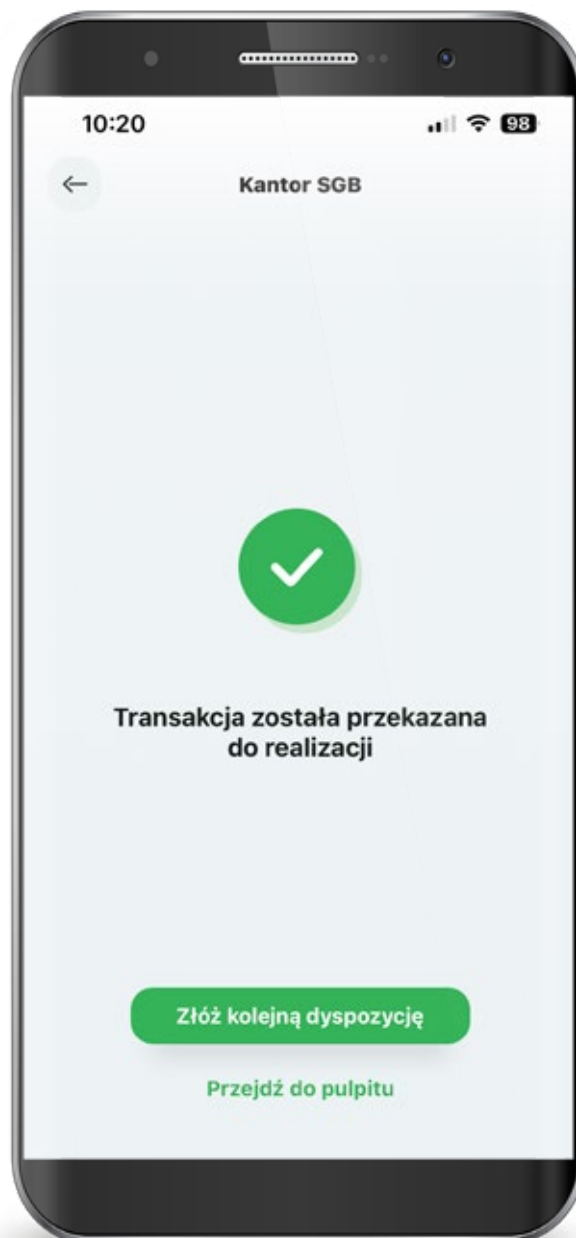 10:20
98
Kantor SGB
Transakcja została przekazana
do realizacji
Złóż kolejną dyspozycję
Przejdź do pulpitu